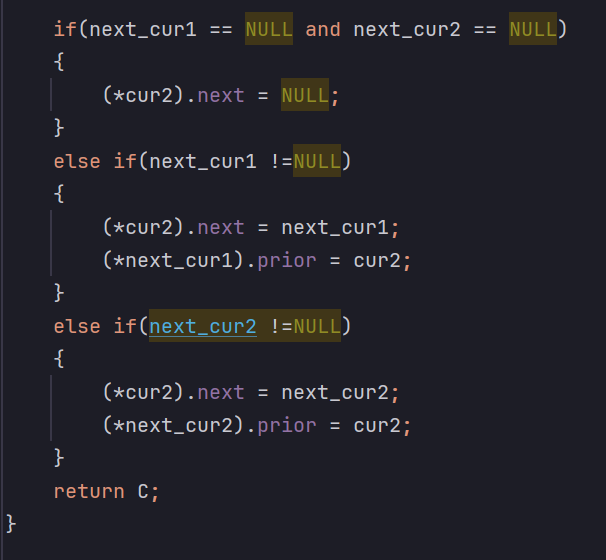 if(next_cur1 == NULL and next_cur2 == NULL)
{
(*cur2).next = NULL;
}
else if(next_cur1 !=NULL)
{
(*cur2).next = next_cur1;
(*next_cur1).prior = cur2;
}
else if(next_cur2 !=NULL)
{
(*cur2).next = next_cur2;
(*next_cur2).prior = cur2;
}
return C;
}